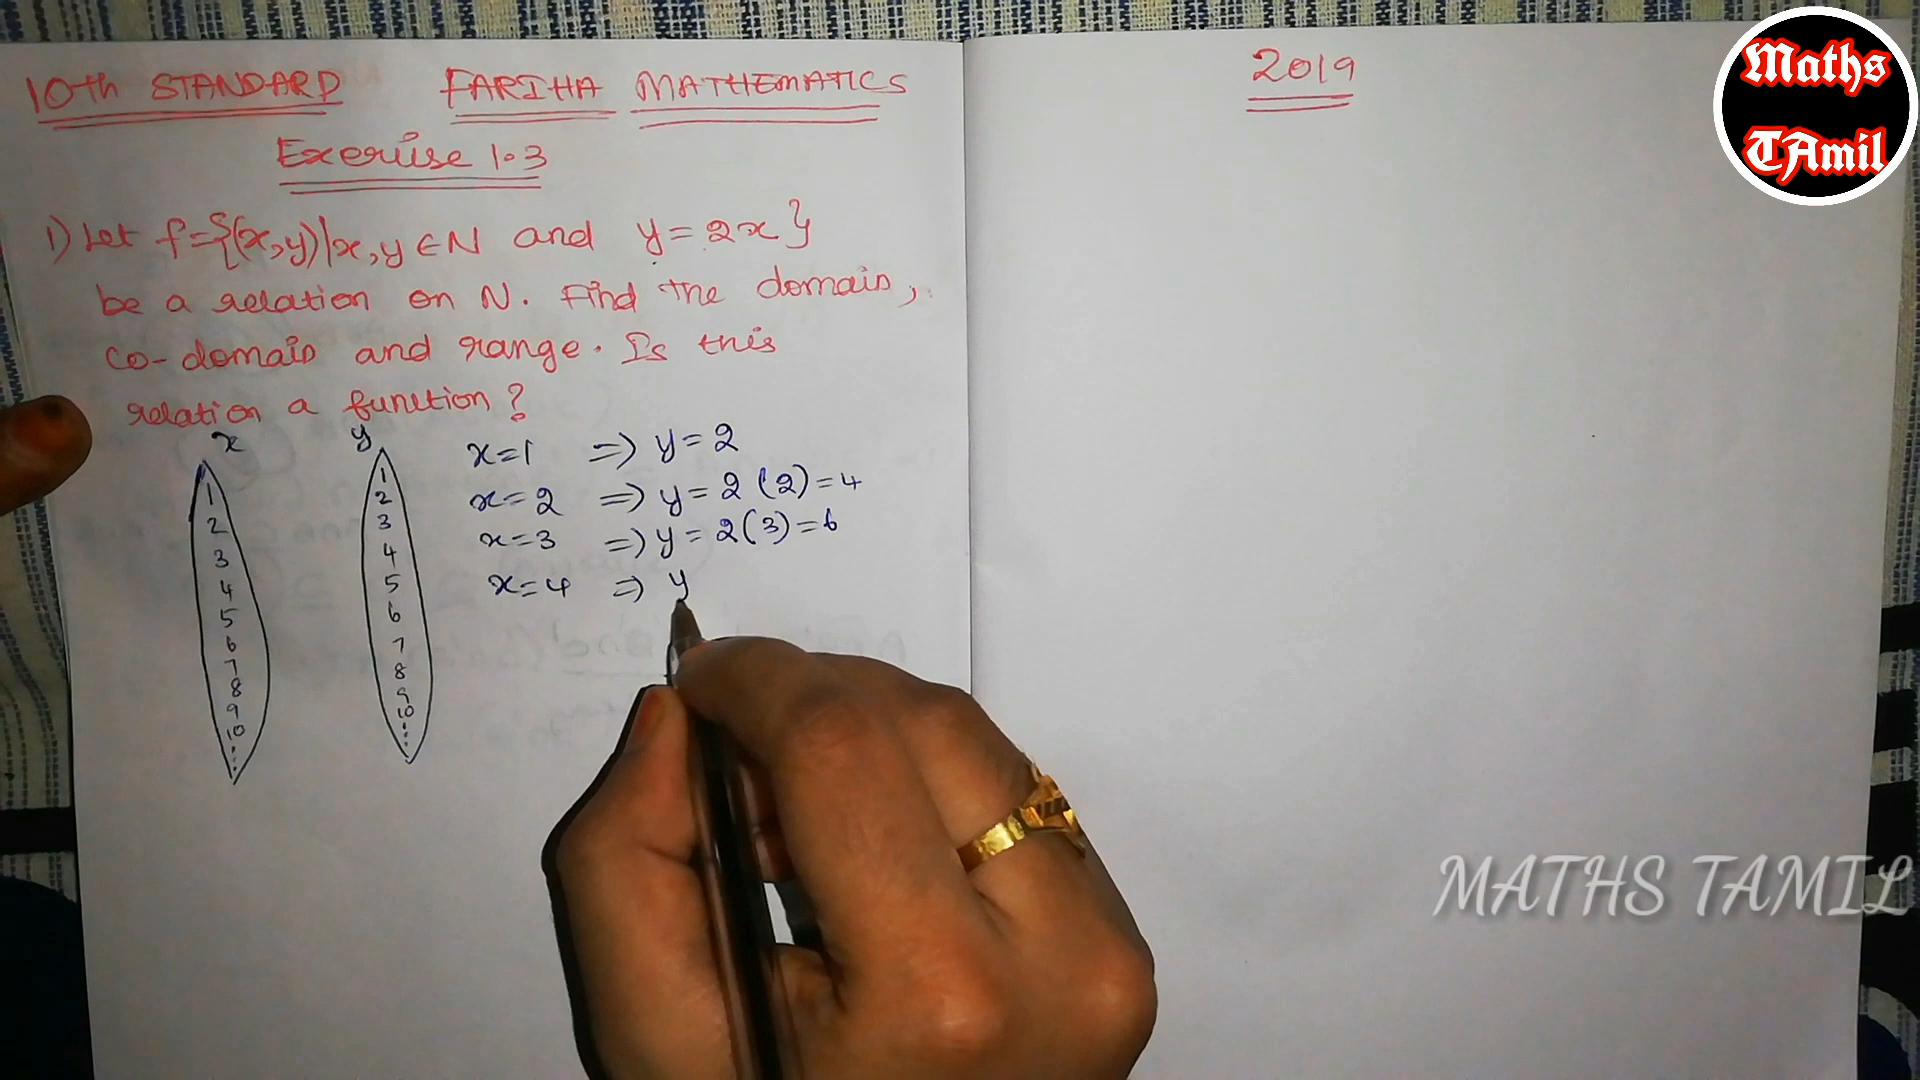 10th STANDARD FARIHA MATHEMATICS
Exercise 1.3
1) Let f={(x,y)|x,y∈N and y=2x}
be a relation on N. Find the domain,
co-domain and range. Is this
relation a function?
x
1
2
3
4
5
6
7
8
9
10
⋮
y
1
2
3
4
5
6
7
8
9
10
⋮
x=1 => y=2
x=2 => y=2(2)=4
x=3 => y=2(3)=6
x=4 => y
2019
Maths
TAmil
MATHS TAMIL